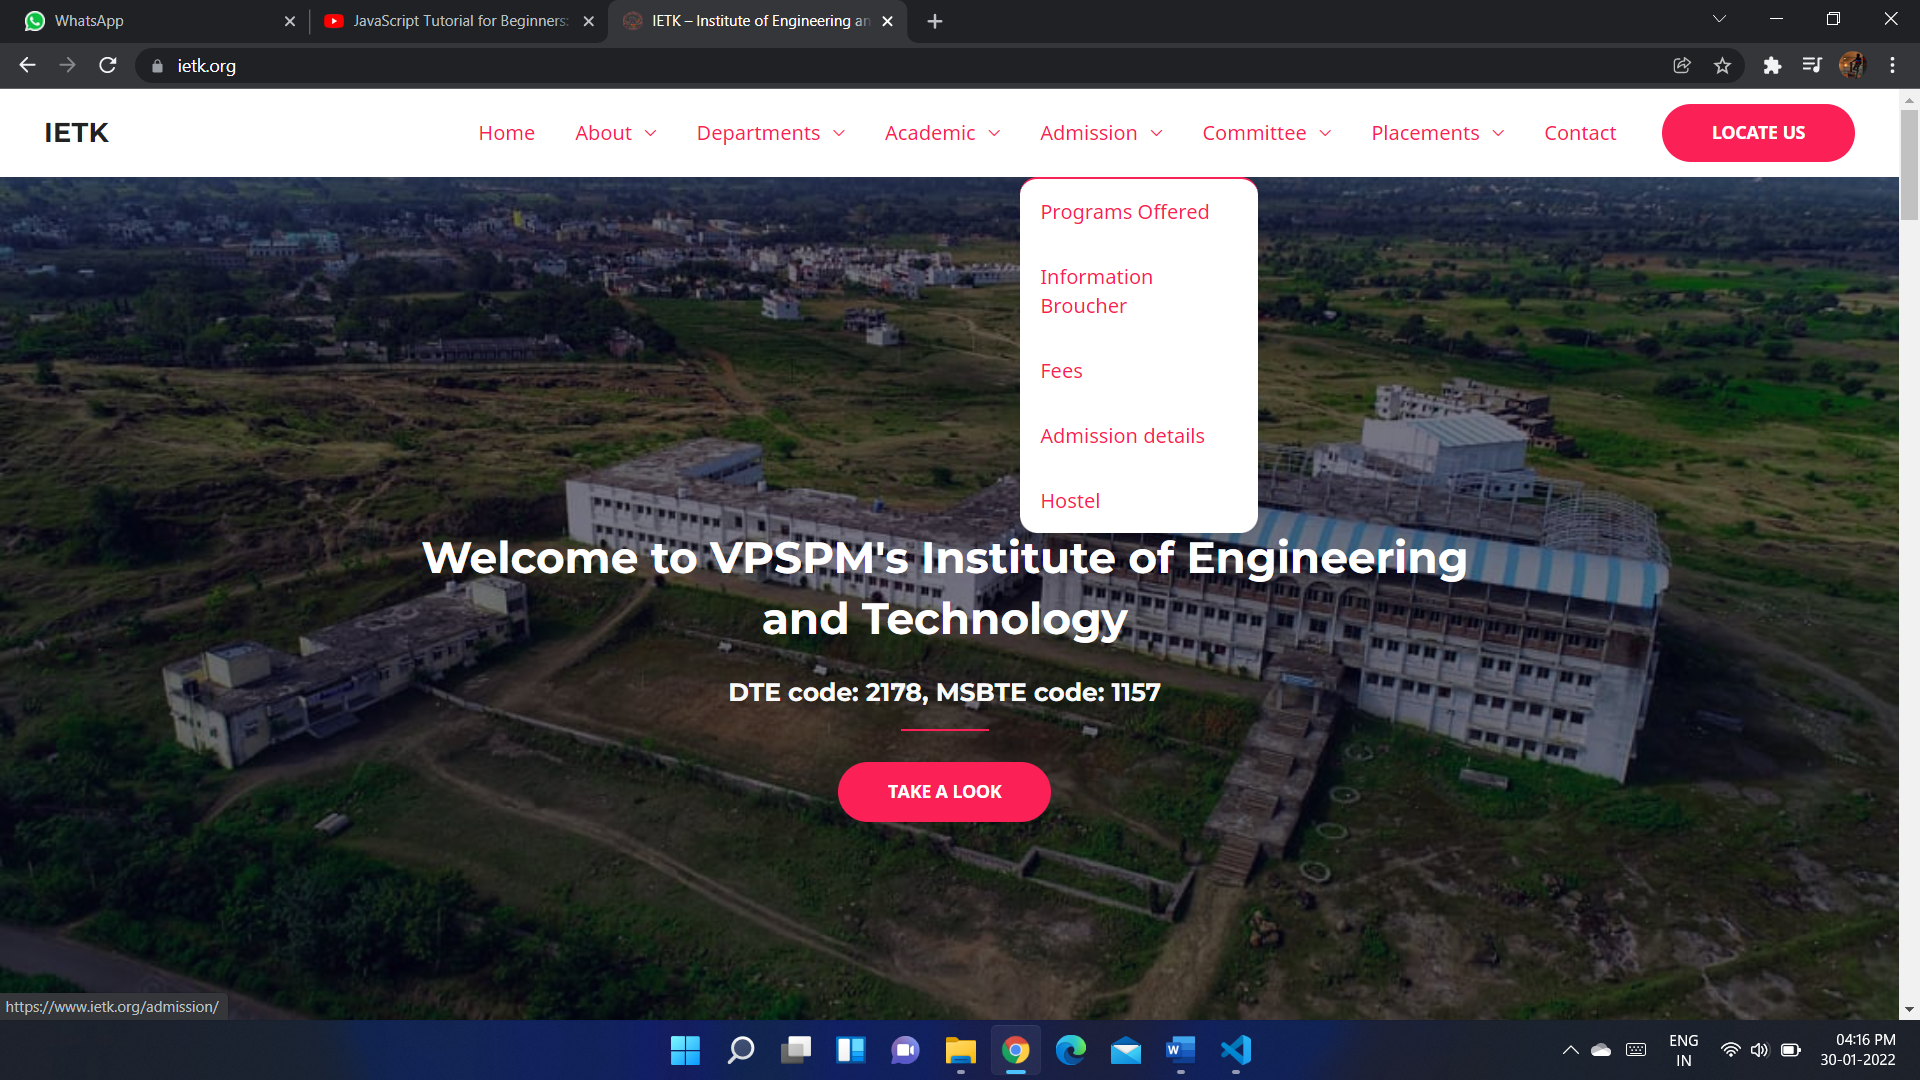 WhatsApp
JavaScript Tutorial for Beginners:
IETK – Institute of Engineering an
ietk.org
IETK
Home
About
Departments
Academic
Admission
Committee
Placements
Contact
LOCATE US
Programs Offered
Information
Broucher
Fees
Admission details
Hostel
Welcome to VPSPM's Institute of Engineering
and Technology
DTE code: 2178, MSBTE code: 1157
TAKE A LOOK
https://www.ietk.org/admission/
W
ENG
IN
04:16 PM
30-01-2022